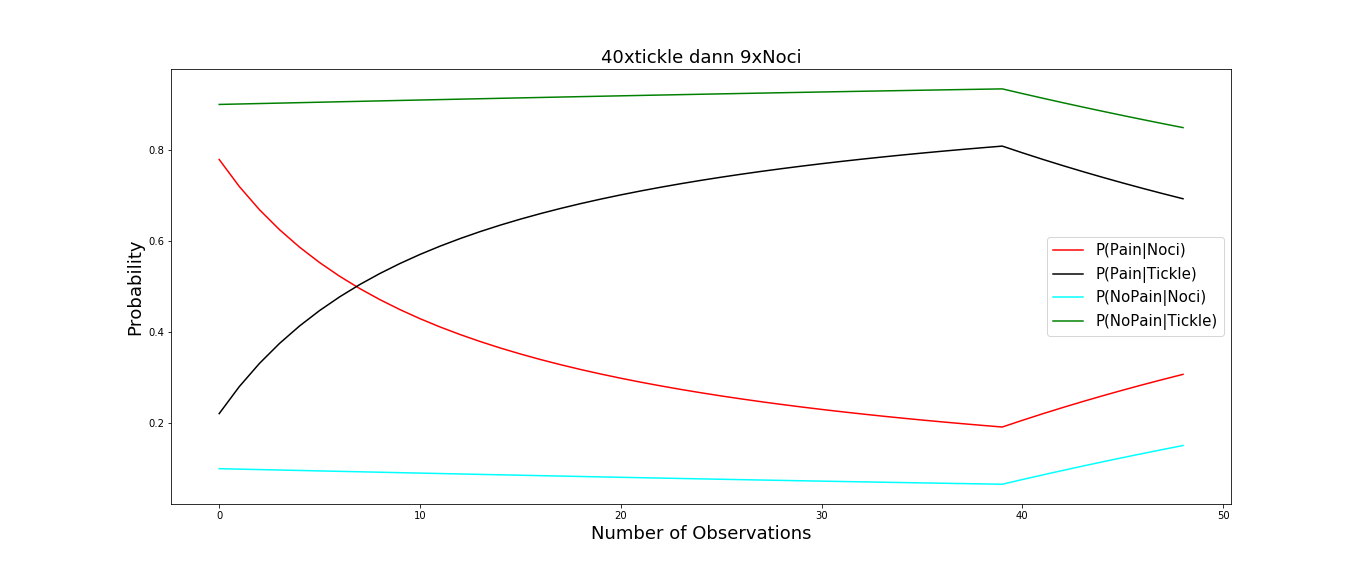 40xtickle dann 9xNoci
Probability
0.8
0.6
0.4
0.2
P(Pain|Noci)
P(Pain|Tickle)
P(NoPain|Noci)
P(NoPain|Tickle)
0 10 20 30 40 50
Number of Observations